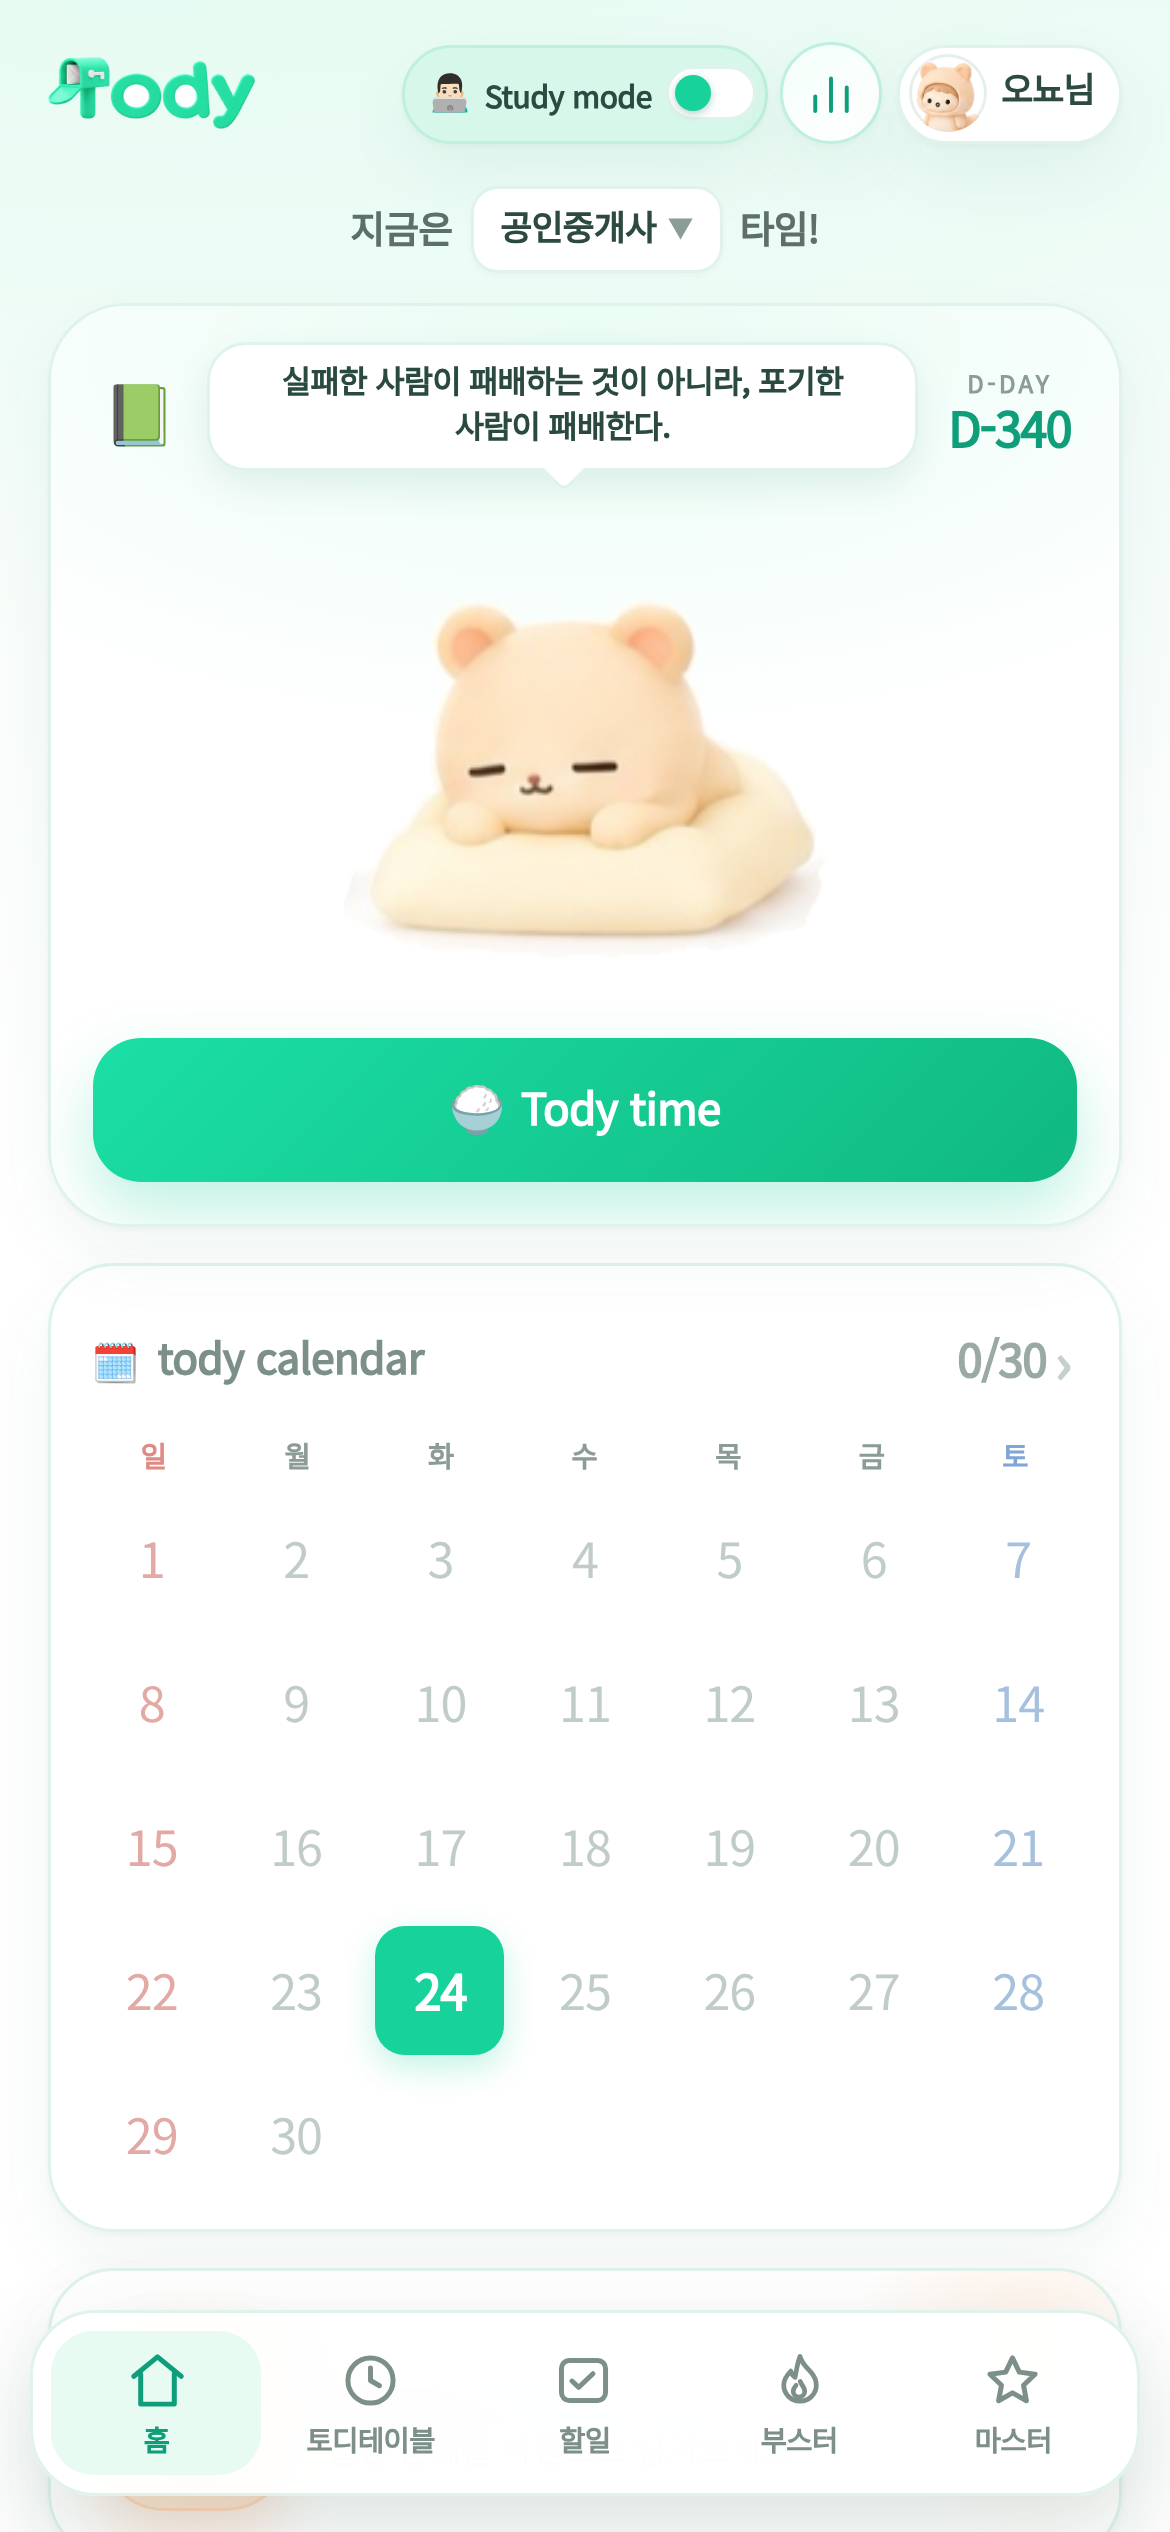 Tody
Study mode
오뇨님
지금은 공인중개사 ▼ 타임!
실패한 사람이 패배하는 것이 아니라, 포기한
사람이 패배한다.
D-DAY
D-340
Tody time
tody calendar 0/30 ›
일 월 화 수 목 금 토
1 2 3 4 5 6 7
8 9 10 11 12 13 14
15 16 17 18 19 20 21
22 23 24 25 26 27 28
29 30
홈 토디테이블 할일 부스터 마스터